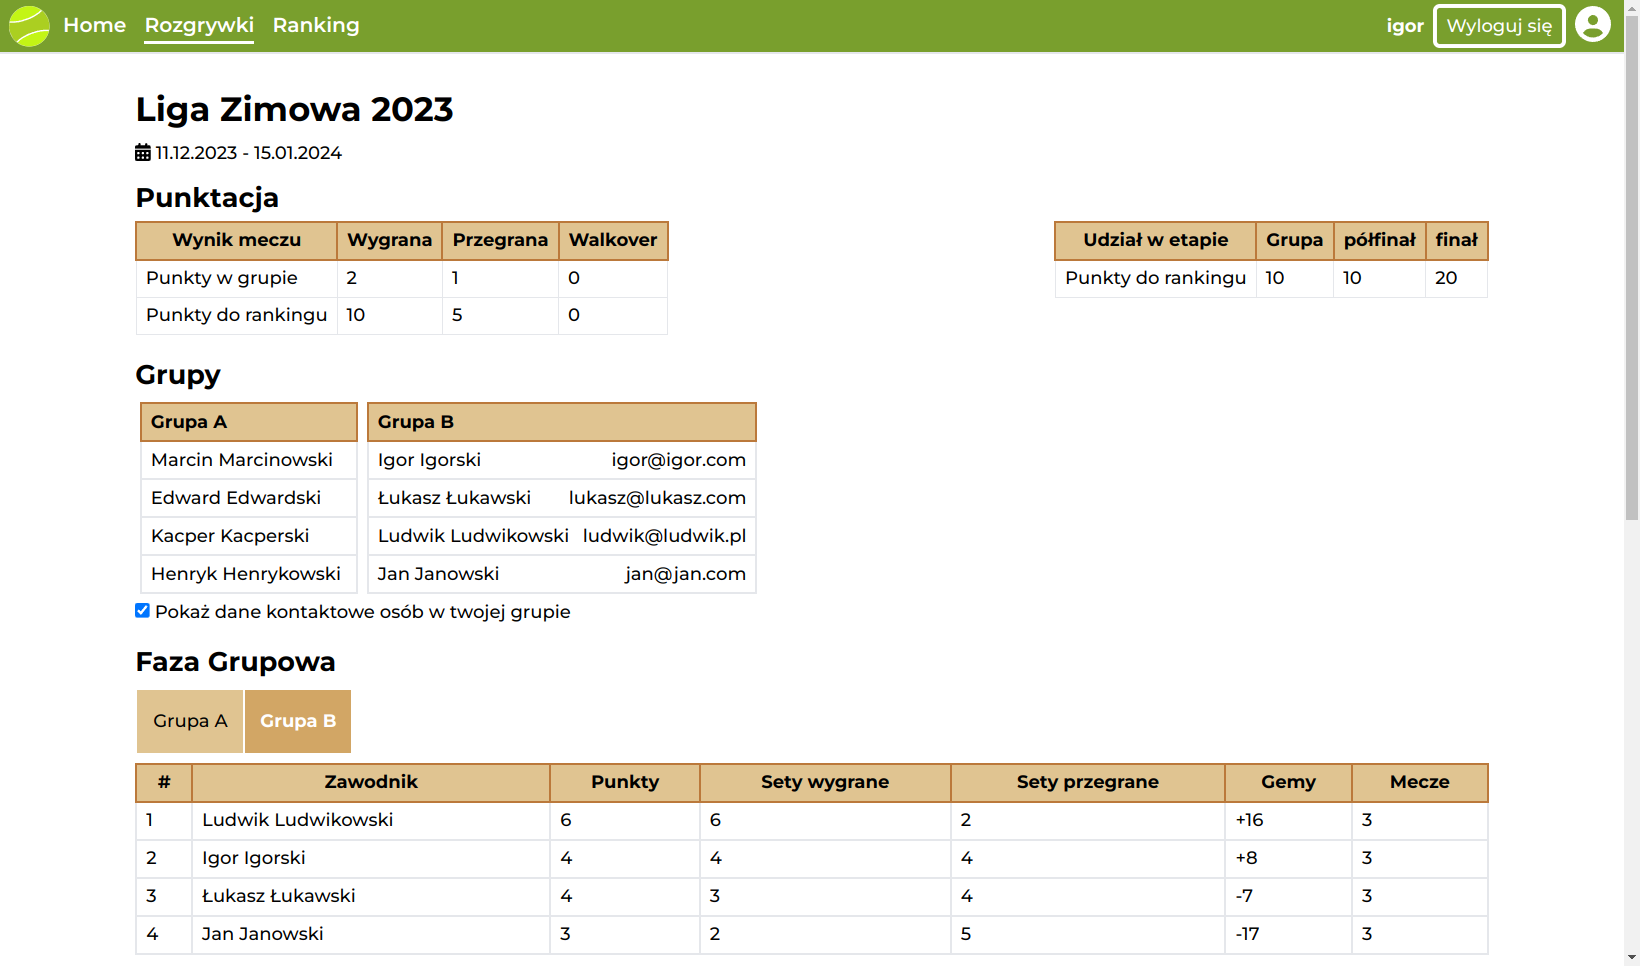 Home Rozgrywki Ranking igor Wyloguj się
Liga Zimowa 2023
11.12.2023 - 15.01.2024
Punktacja
Wynik meczu Wygrana Przegrana Walkover
Punkty w grupie 2 1 0
Punkty do rankingu 10 5 0
Udział w etapie Grupa półfinał finał
Punkty do rankingu 10 10 20
Grupy
Grupa A
Marcin Marcinowski
Edward Edwardski
Kacper Kacperski
Henryk Henrykowski
Grupa B
Igor Igorski igor@igor.com
Łukasz Łukawski lukasz@lukasz.com
Ludwik Ludwikowski ludwik@ludwik.pl
Jan Janowski jan@jan.com
Pokaż dane kontaktowe osób w twojej grupie
Faza Grupowa
Grupa A Grupa B
# Zawodnik Punkty Sety wygrane Sety przegrane Gemy Mecze
1 Ludwik Ludwikowski 6 6 2 +16 3
2 Igor Igorski 4 4 4 +8 3
3 Łukasz Łukawski 4 3 4 -7 3
4 Jan Janowski 3 2 5 -17 3